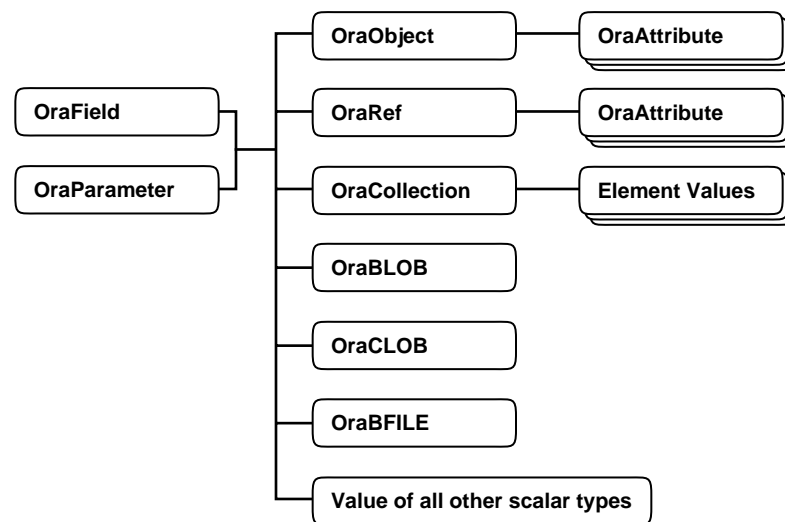 OraField
OraParameter
OraObject
OraAttribute
OraRef
OraAttribute
OraCollection
Element Values
OraBLOB
OraCLOB
OraBFILE
Value of all other scalar types